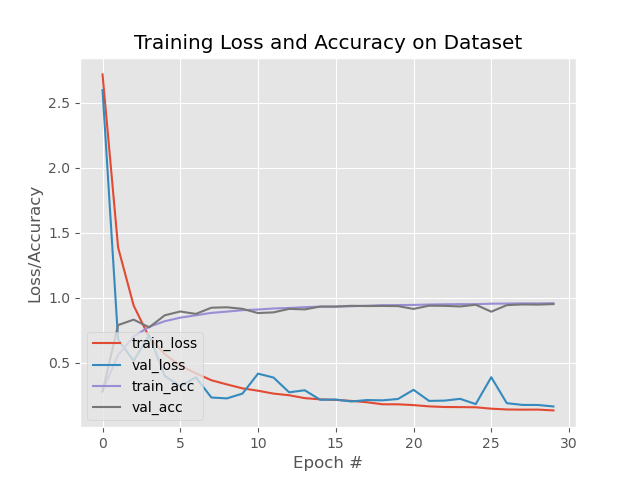 Training Loss and Accuracy on Dataset
Loss/Accuracy
2.5
2.0
1.5
1.0
0.5
train_loss
val_loss
train_acc
val_acc
0
5
10
15
20
25
30
Epoch #